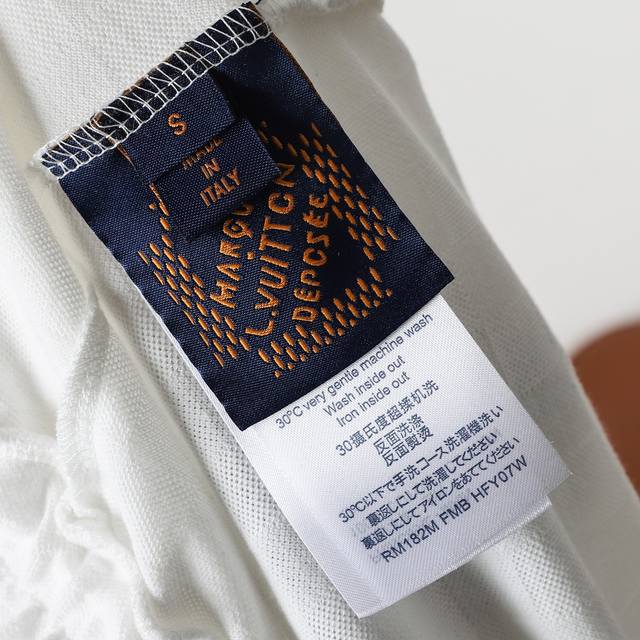 S
MADE
IN
ITALY
MARQUE
L.VUITTON
DÉPOSÉE
30°C very gentle machine wash
Wash inside out
Iron inside out
30攝氏度超揉机洗
反面洗涤
反面熨烫
30℃以下で手洗コース洗濯機洗い
裏返しにして洗濯してください
裏返しにしてアイロンをあててください
RM182M FMB HFY07W